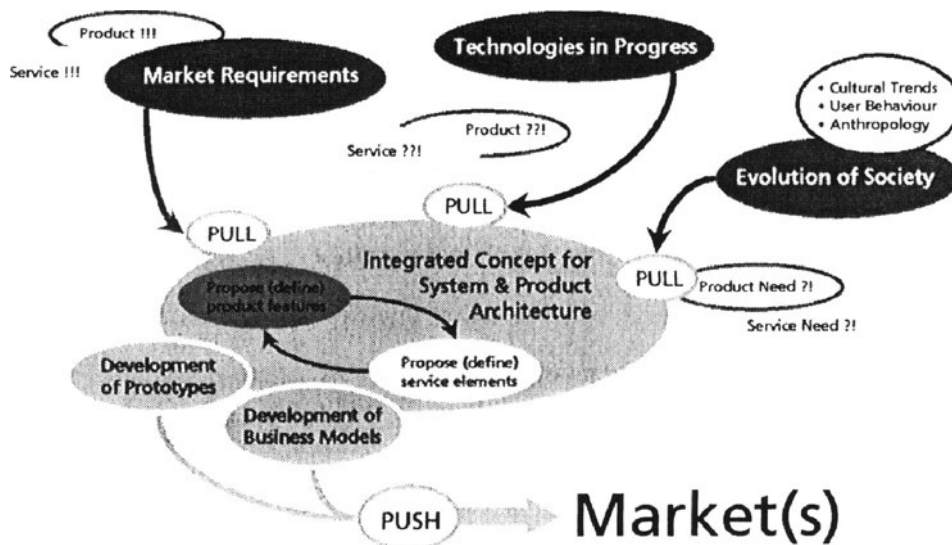 Product !!!
Service !!!
Market Requirements
Technologies in Progress
• Cultural Trends
• User Behaviour
• Anthropology
Product ??!
Service ??!
Evolution of Society
PULL
PULL
PULL
Integrated Concept for
System & Product
Architecture
Product Need ?!
Service Need ?!
Propose (define)
product features
Propose (define)
service elements
Development
of Prototypes
Development of
Business Models
PUSH
Market(s)